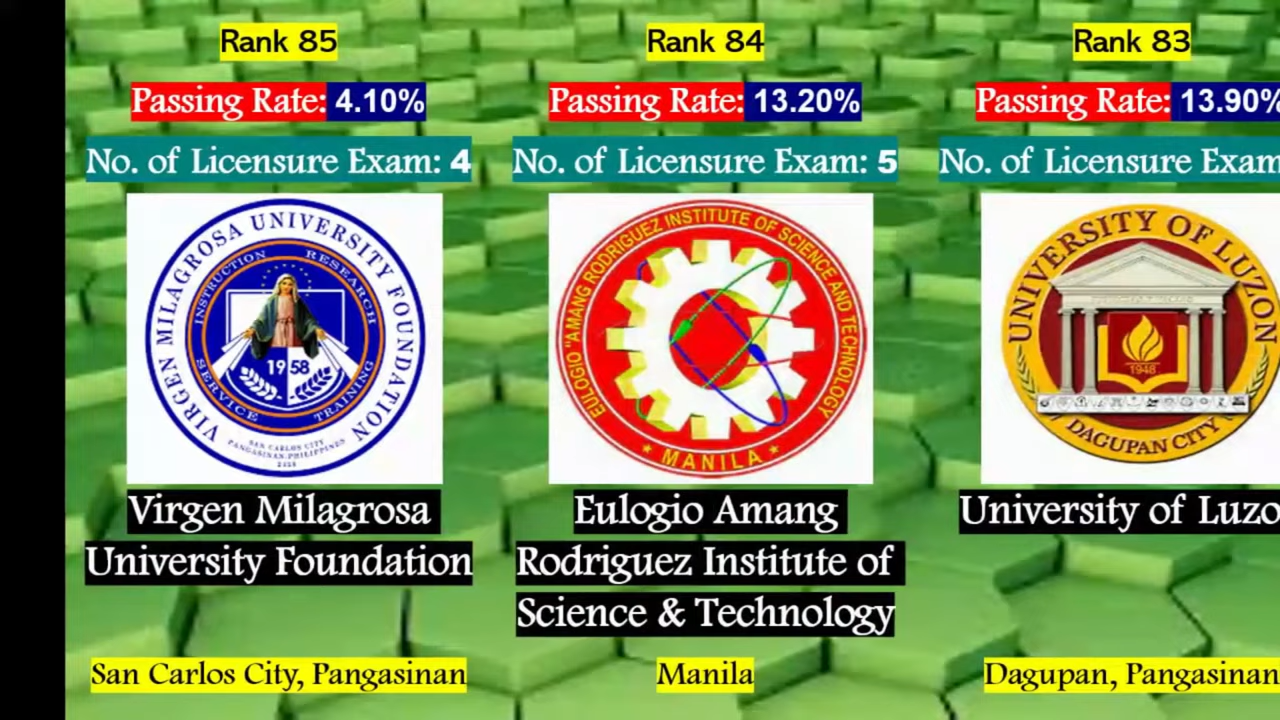 Rank 85
Passing Rate: 4.10%
No. of Licensure Exam: 4
VIRGEN MILAGROSA UNIVERSITY FOUNDATION
INSTRUCTION RESEARCH
SERVICE TRAINING
1958
SAN CARLOS CITY
PANGASINAN-PHILIPPINES
Virgen Milagrosa
University Foundation
San Carlos City, Pangasinan
Rank 84
Passing Rate: 13.20%
No. of Licensure Exam: 5
EULOGIO "AMANG RODRIGUEZ INSTITUTE OF SCIENCE AND TECHNOLOGY
MANILA
Eulogio Amang
Rodriguez Institute of
Science & Technology
Manila
Rank 83
Passing Rate: 13.90%
No. of Licensure Exam
UNIVERSITY OF LUZON
1948
DAGUPAN CITY
University of Luzo
Dagupan, Pangasinan